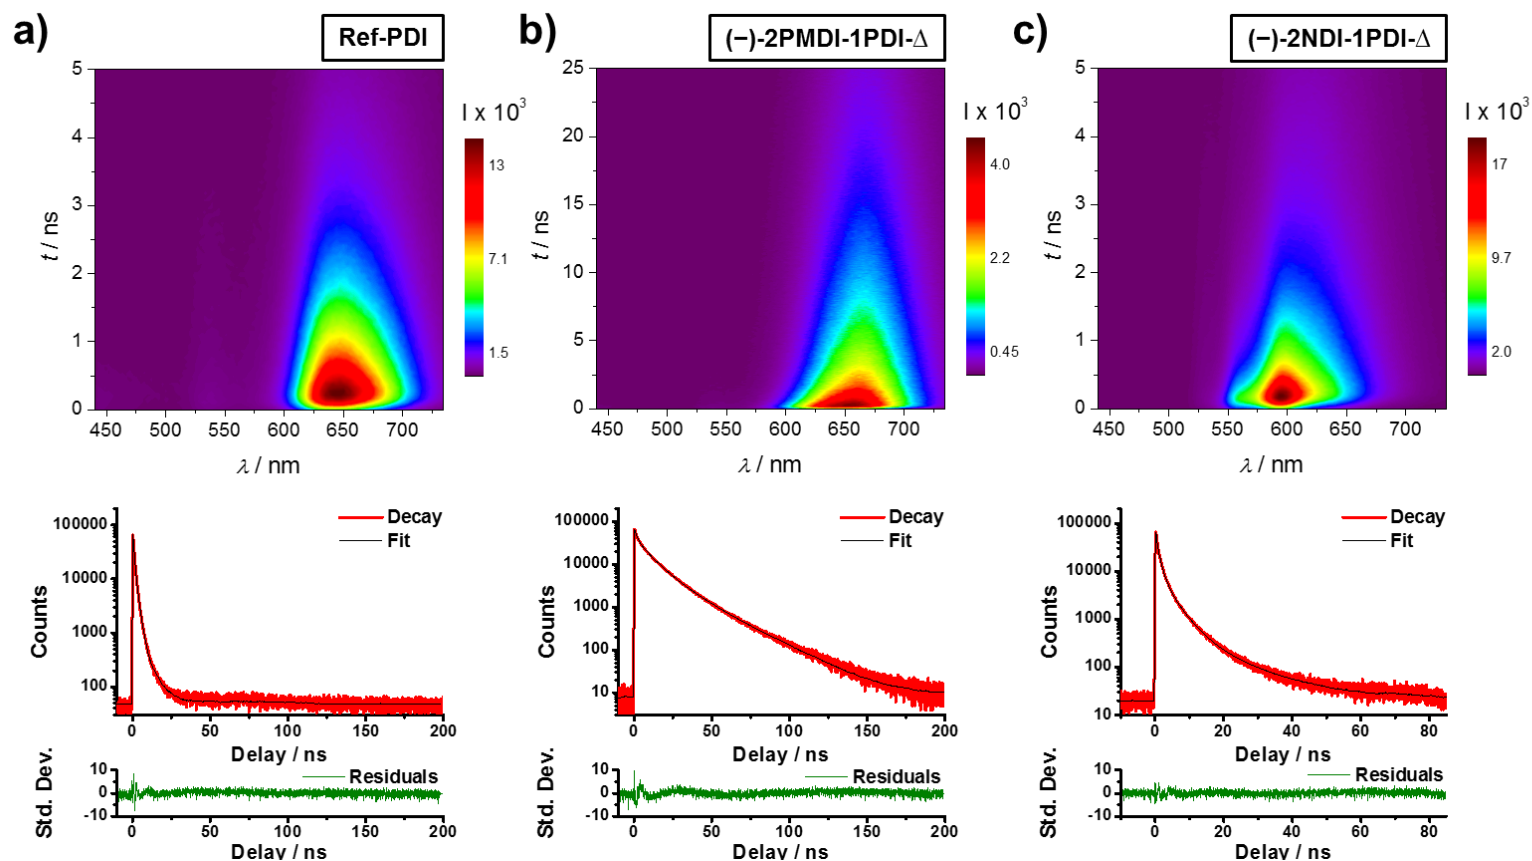 a)
Ref-PDI
5
4
3
2
1
0
t / ns
450 500 550 600 650 700
λ / nm
I x 10³
13
7.1
1.5
b)
(−)-2PMDI-1PDI-Δ
25
20
15
10
5
0
t / ns
450 500 550 600 650 700
λ / nm
I x 10³
4.0
2.2
0.45
c)
(−)-2NDI-1PDI-Δ
5
4
3
2
1
0
t / ns
450 500 550 600 650 700
λ / nm
I x 10³
17
9.7
2.0
100000
10000
1000
100
Counts
Decay
Fit
0 50 100 150 200
Delay / ns
10
0
-10
Std. Dev.
Residuals
0 50 100 150 200
Delay / ns
100000
10000
1000
100
10
Counts
Decay
Fit
0 50 100 150 200
Delay / ns
10
0
-10
Std. Dev.
Residuals
0 50 100 150 200
Delay / ns
100000
10000
1000
100
10
Counts
Decay
Fit
0 20 40 60 80
Delay / ns
10
0
-10
Std. Dev.
Residuals
0 20 40 60 80
Delay / ns